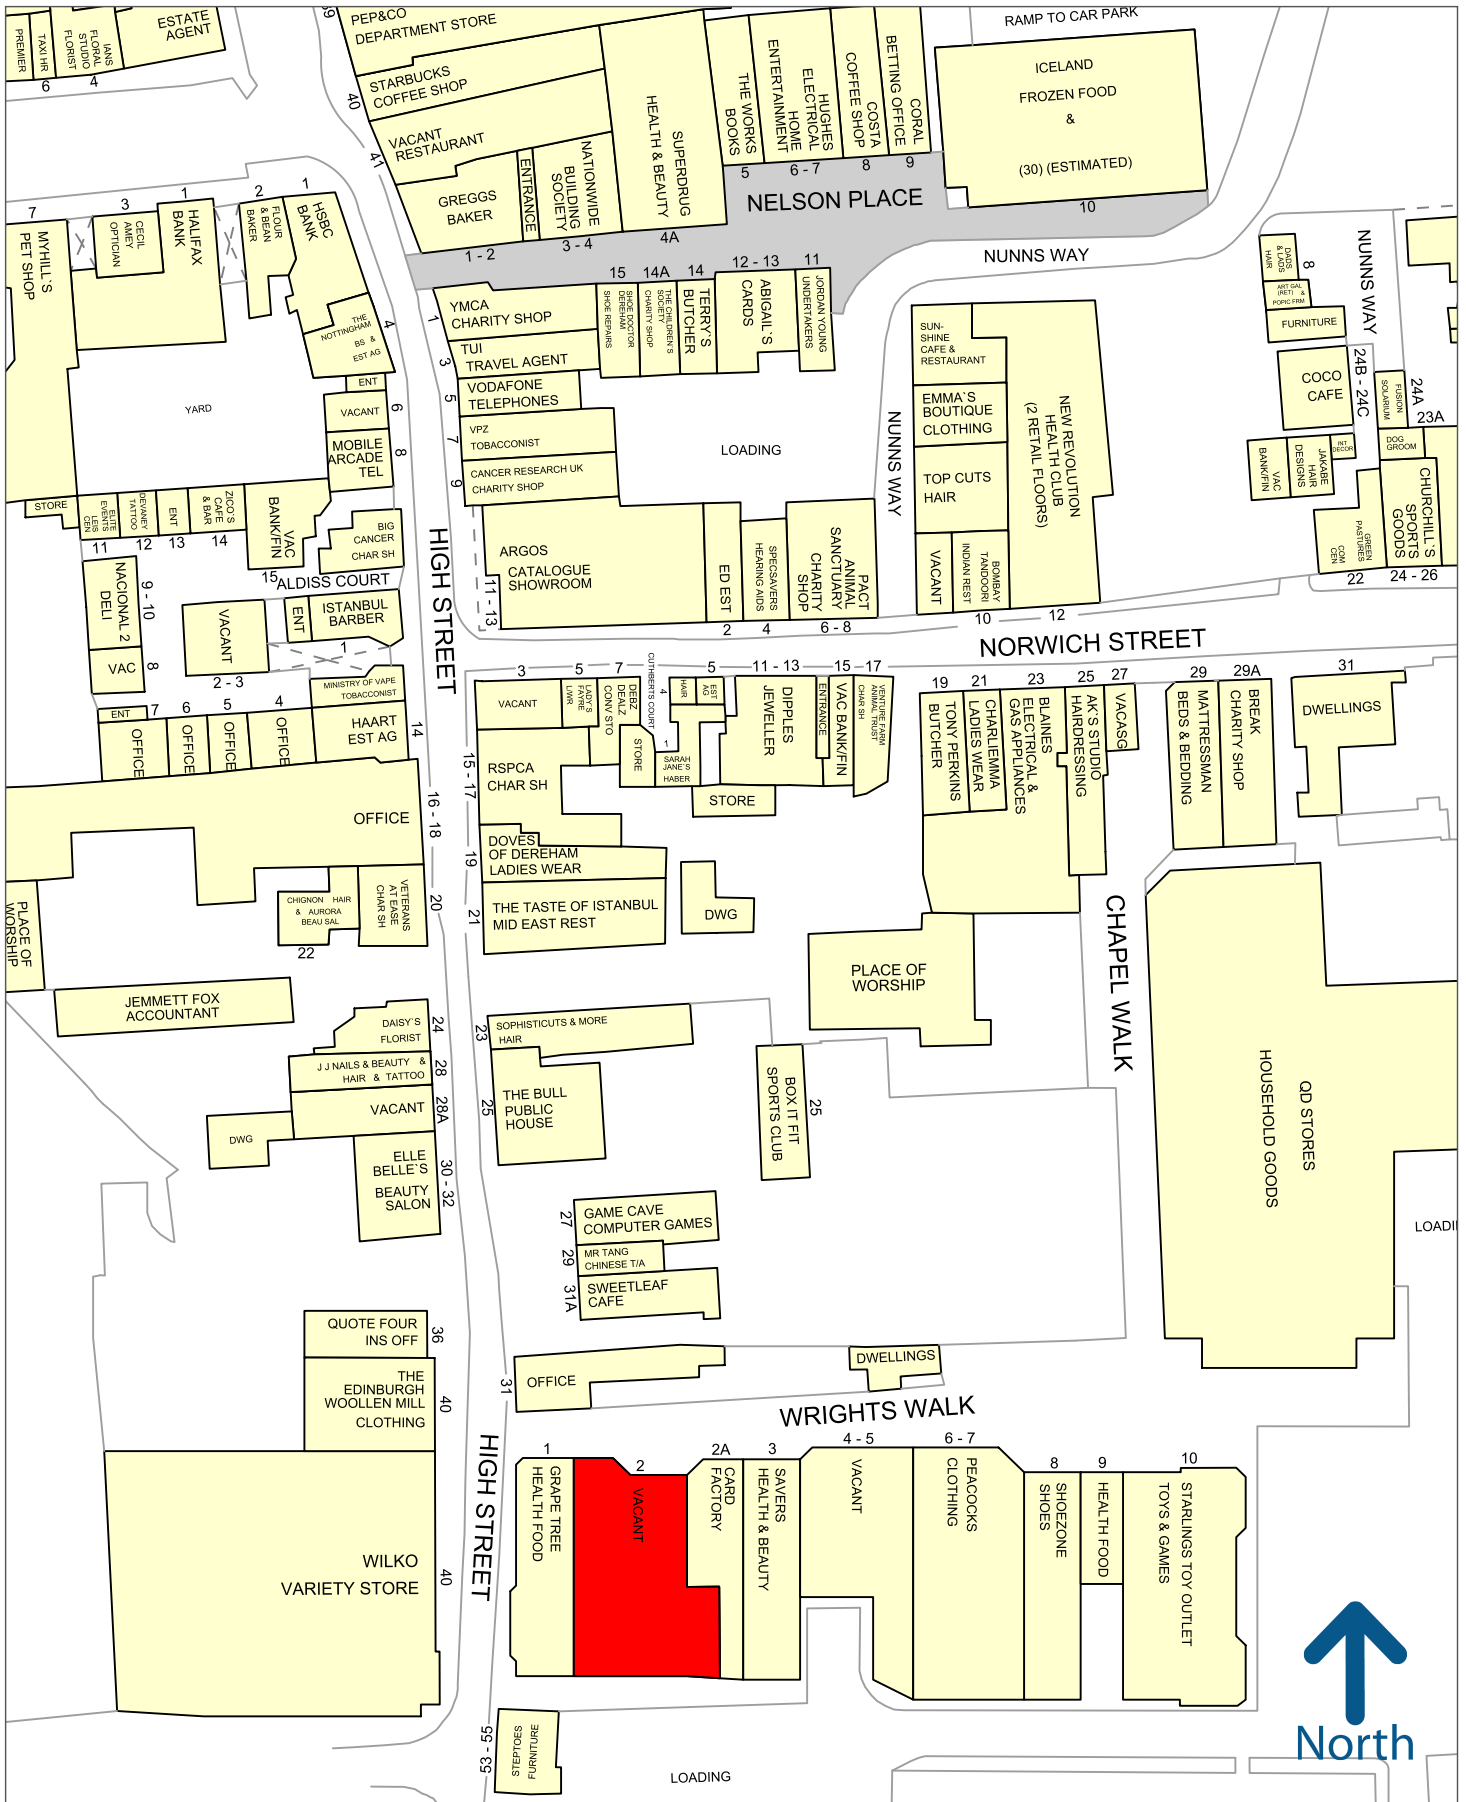 PREMIER
TAXI HR
6
IANS
FLORAL
STUDIO
FLORIST
4
ESTATE
AGENT
39
PEP&CO
DEPARTMENT STORE
STARBUCKS
COFFEE SHOP
40
VACANT
RESTAURANT
41
GREGGS
BAKER
1 - 2
ENTRANCE
NATIONWIDE
BUILDING
SOCIETY
3 - 4
SUPERDRUG
HEALTH & BEAUTY
4A
THE WORKS
BOOKS
5
HUGHES
ELECTRICAL
HOME
ENTERTAINMENT
6 - 7
COSTA
COFFEE SHOP
8
CORAL
BETTING OFFICE
9
RAMP TO CAR PARK
ICELAND
FROZEN FOOD
&
(30) (ESTIMATED)
10
NELSON PLACE
NUNNS WAY
7
MYHILL`S
PET SHOP
3
CECIL
AMEY
OPTICIAN
1
HALIFAX
BANK
2
FLOUR
& BEAN
BAKER
1
HSBC
BANK
THE
NOTTINGHAM
BS &
EST AG
4
ENT
VACANT
6
MOBILE
ARCADE
TEL
8
YARD
YMCA
CHARITY SHOP
1
TUI
TRAVEL AGENT
3
VODAFONE
TELEPHONES
5
VPZ
TOBACCONIST
7
CANCER RESEARCH UK
CHARITY SHOP
9
15
SHOE DOCTOR
DEREHAM
SHOE REPAIRS
14A
THE CHILDREN'S
SOCIETY
CHARITY SHOP
14
TERRY`S
BUTCHER
12 - 13
ABIGAIL`S
CARDS
11
JORDAN YOUNG
UNDERTAKERS
LOADING
NUNNS WAY
SUN-
SHINE
CAFE &
RESTAURANT
EMMA`S
BOUTIQUE
CLOTHING
TOP CUTS
HAIR
NEW REVOLUTION
HEALTH CLUB
(2 RETAIL FLOORS)
VACANT
BOMBAY
TANDOORI
INDIAN REST
10
12
DADS
& LADS
HAIR
8
ART GAL
(RET) &
POPIC FRM
FURNITURE
NUNNS WAY
COCO
CAFE
24B - 24C
FUSION
SOLARIUM
24A
23A
VAC
BANK/FIN
JAKABE
HAIR
DESIGNS
INT
DECOR
DOG
GROOM
CHURCHILL`S
SPORTS
GOODS
GREEN
PASTURES
COM
CEN
22
24 - 26
STORE
ELITE
EVENTS
LEIS
CEN
11
DEVANEY
TATTOO
12
ENT
13
ZICO'S
CAFE
& BAR
14
VAC
BANK/FIN
15
BIG
CANCER
CHAR SH
ALDISS COURT
NACIONAL 2
DELI
9 - 10
VAC
8
VACANT
2 - 3
ENT
ISTANBUL
BARBER
1
HIGH STREET
ARGOS
CATALOGUE
SHOWROOM
11 - 13
ED EST
2
SPECSAVERS
HEARING AIDS
4
PACT
ANIMAL
SANCTUARY
CHARITY
SHOP
6 - 8
NORWICH STREET
MINISTRY OF VAPE
TOBACCONIST
HAART
EST AG
14
ENT
7
OFFICE
6
OFFICE
5
OFFICE
4
OFFICE
OFFICE
16 - 18
3
VACANT
5
LADY'S
FAYRE
L/WR
7
DEBZ
DEALZ
CONV STO
CUTHBERTS COURT
4
HAIR
5
EST
AG
STORE
1
SARAH
JANE`S
HABER
11 - 13
DIPPLES
JEWELLER
STORE
ENTRANCE
15
VAC BANK/FIN
17
VENTURE FARM
ANIMAL TRUST
CHAR SH
19
TONY PERKINS
BUTCHER
21
CHARLIEMMA
LADIES WEAR
23
BLAINES
ELECTRICAL &
GAS APPLIANCES
25
AK`S STUDIO
HAIRDRESSING
27
VACASG
29
MATTRESSMAN
BEDS & BEDDING
29A
BREAK
CHARITY SHOP
31
DWELLINGS
RSPCA
CHAR SH
15 - 17
DOVES
OF DEREHAM
LADIES WEAR
19
THE TASTE OF ISTANBUL
MID EAST REST
21
DWG
PLACE OF
WORSHIP
CHAPEL WALK
PLACE OF
WORSHIP
CHIGNON HAIR
& AURORA
BEAU SAL
22
VETERANS
AT EASE
CHAR SH
20
JEMMETT FOX
ACCOUNTANT
DAISY`S
FLORIST
24
J J NAILS & BEAUTY &
HAIR & TATTOO
28
VACANT
28A
DWG
ELLE
BELLE`S
BEAUTY
SALON
30 - 32
SOPHISTICUTS & MORE
HAIR
23
THE BULL
PUBLIC
HOUSE
25
BOX IT FIT
SPORTS CLUB
25
QD STORES
HOUSEHOLD GOODS
LOADI
GAME CAVE
COMPUTER GAMES
27
MR TANG
CHINESE T/A
29
SWEETLEAF
CAFE
31A
QUOTE FOUR
INS OFF
36
THE
EDINBURGH
WOOLLEN MILL
CLOTHING
40
WILKO
VARIETY STORE
40
OFFICE
31
DWELLINGS
WRIGHTS WALK
HIGH STREET
1
GRAPE TREE
HEALTH FOOD
2
VACANT
2A
CARD
FACTORY
3
SAVERS
HEALTH & BEAUTY
4 - 5
VACANT
6 - 7
PEACOCKS
CLOTHING
8
SHOEZONE
SHOES
9
HEALTH FOOD
10
STARLINGS TOY OUTLET
TOYS & GAMES
53 - 55
STEPTOES
FURNITURE
LOADING
North